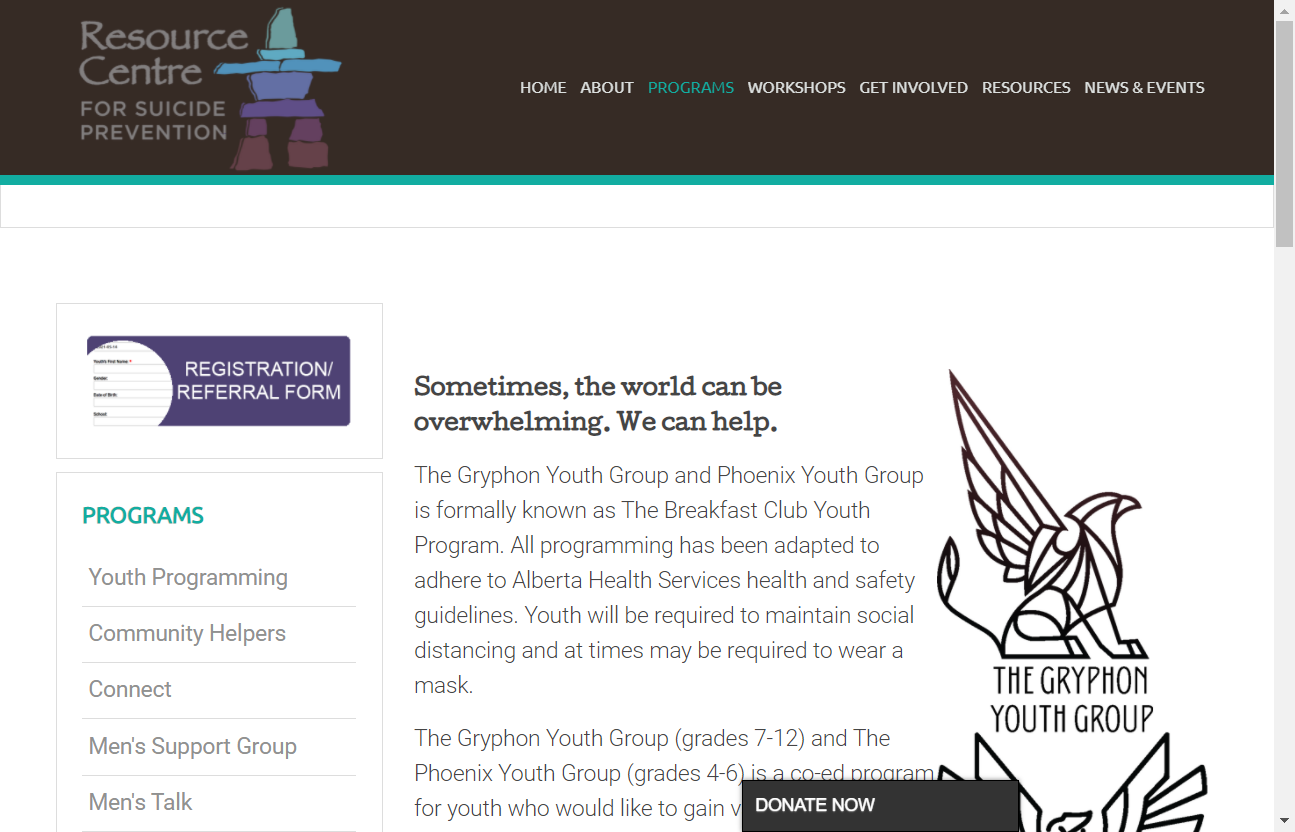 Resource
Centre
FOR SUICIDE
PREVENTION
HOME ABOUT PROGRAMS WORKSHOPS GET INVOLVED RESOURCES NEWS & EVENTS
Youth's First Name: *
Gender:
Date of Birth:
School:
REGISTRATION/
REFERRAL FORM
PROGRAMS
Youth Programming
Community Helpers
Connect
Men's Support Group
Men's Talk
Sometimes, the world can be
overwhelming. We can help.
The Gryphon Youth Group and Phoenix Youth Group
is formally known as The Breakfast Club Youth
Program. All programming has been adapted to
adhere to Alberta Health Services health and safety
guidelines. Youth will be required to maintain social
distancing and at times may be required to wear a
mask.
The Gryphon Youth Group (grades 7-12) and The
Phoenix Youth Group (grades 4-6) is a co-ed program
for youth who would like to gain
THE GRYPHON
YOUTH GROUP
DONATE NOW